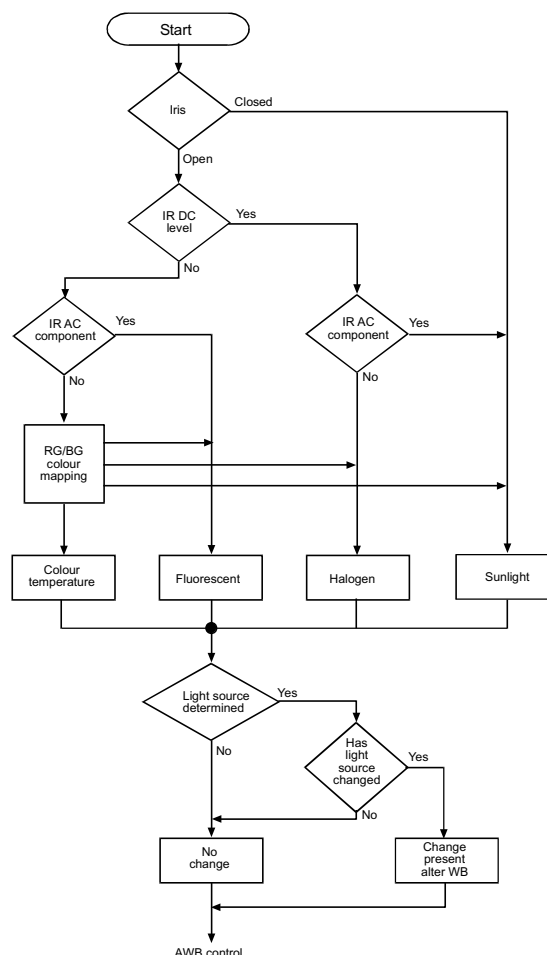 Start
Iris
Closed
Open
IR DC
level
Yes
No
IR AC
component
Yes
No
IR AC
component
Yes
No
RG/BG
colour
mapping
Colour
temperature
Fluorescent
Halogen
Sunlight
Light source
determined
Yes
No
Has
light
source
changed
Yes
No
No
change
Change
present
alter WB
AWB control